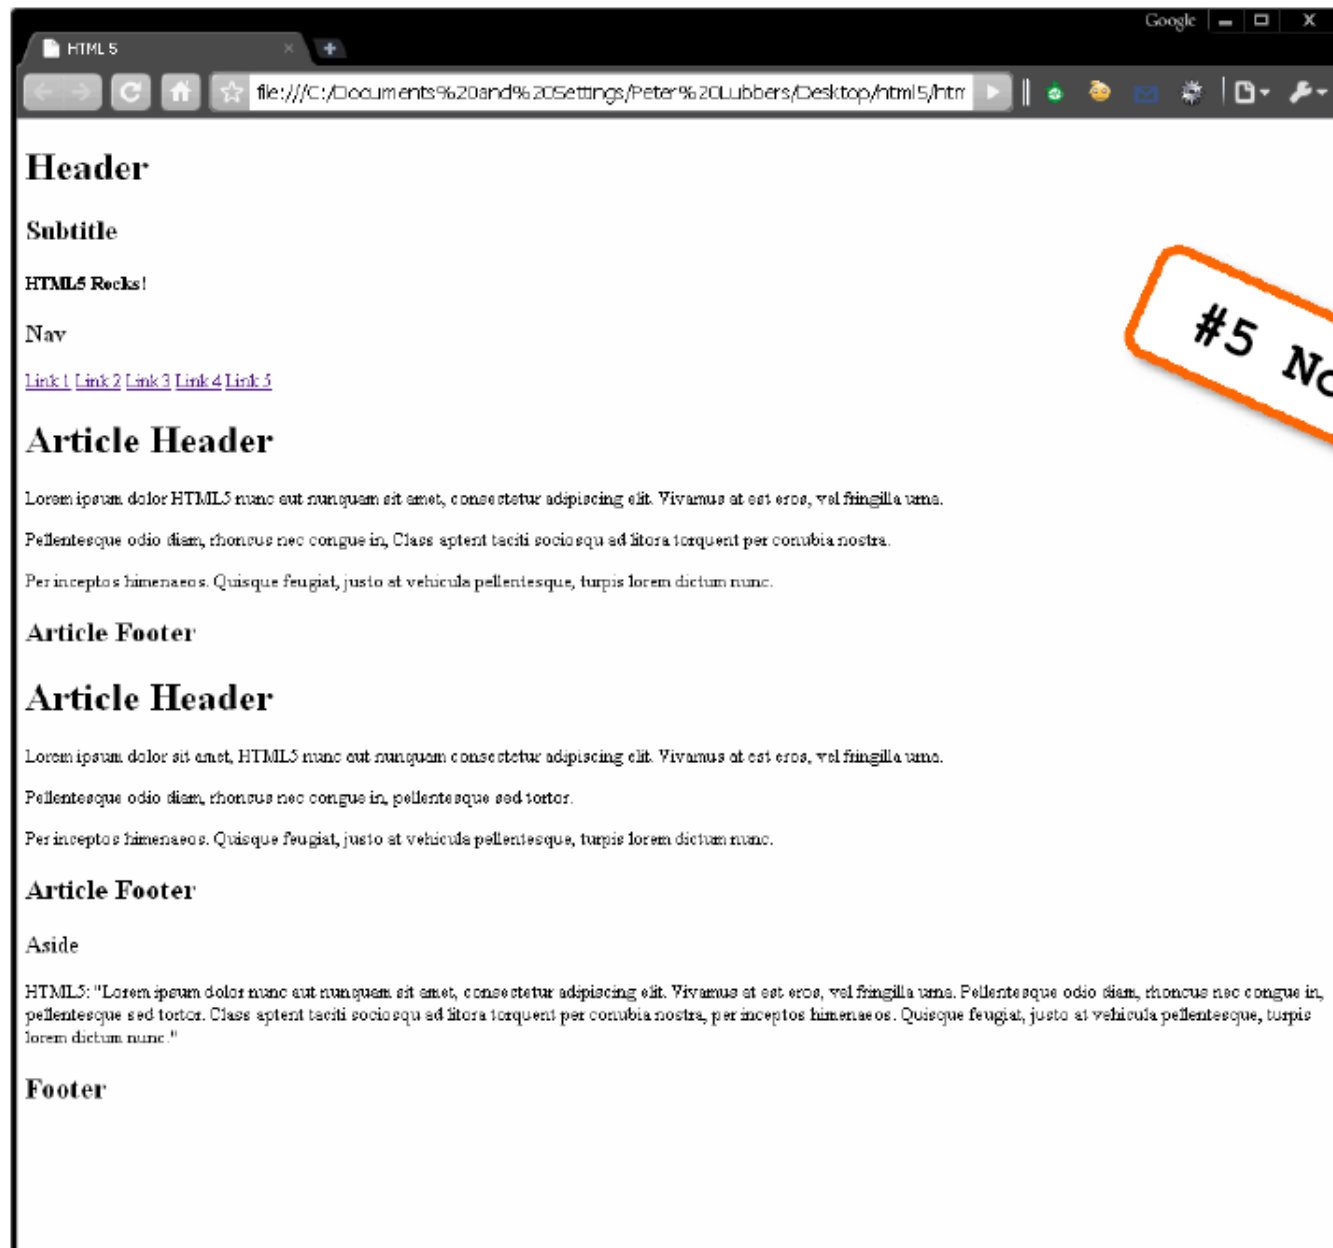 Google
HTML 5
file:///C:/Documents%20and%20Settings/Peter%20Lubbers/Desktop/html5/htm
Header
Subtitle
HTML5 Rocks!
#5 No
Nav
Link 1 Link 2 Link 3 Link 4 Link 5
Article Header
Lorem ipsum dolor HTML5 nunc aut nunquam sit amet, consectetur adipiscing elit. Vivamus at est eros, vel fringilla urna.
Pellentesque odio diam, rhoncus nec congue in, Class aptent taciti sociosqu ad litora torquent per conubia nostra.
Per inceptos himenaeos. Quisque feugiat, justo at vehicula pellentesque, turpis lorem dictum nunc.
Article Footer
Article Header
Lorem ipsum dolor sit amet, HTML5 nunc aut nunquam consectetur adipiscing elit. Vivamus at est eros, vel fringilla urna.
Pellentesque odio diam, rhoncus nec congue in, pellentesque sed tortor.
Per inceptos himenaeos. Quisque feugiat, justo at vehicula pellentesque, turpis lorem dictum nunc.
Article Footer
Aside
HTML5: "Lorem ipsum dolor nunc aut nunquam sit amet, consectetur adipiscing elit. Vivamus at est eros, vel fringilla urna. Pellentesque odio diam, rhoncus nec congue in,
pellentesque sed tortor. Class aptent taciti sociosqu ad litora torquent per conubia nostra, per inceptos himenaeos. Quisque feugiat, justo at vehicula pellentesque, turpis
lorem dictum nunc."
Footer